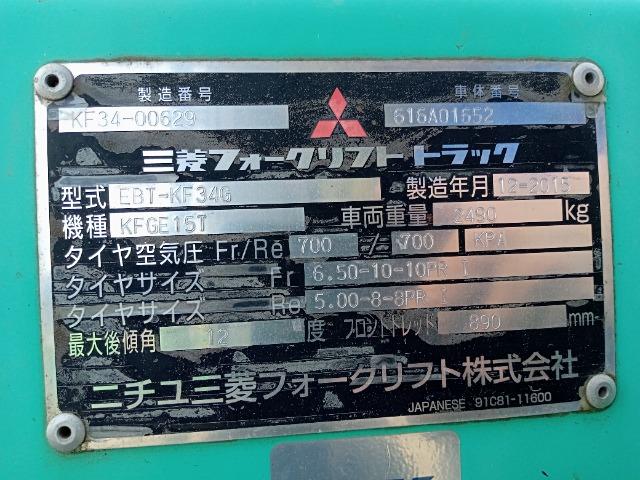 製造番号 車体番号
KF34-00629 616A01652
三菱フォークリフトトラック
型式 EBT-KF34G 製造年月 12-2015
機種 KFGE15T 車両重量 2490 kg
タイヤ空気圧 Fr/Re 700 / 700 KPA
タイヤサイズ Fr 6.50-10-10PR I
タイヤサイズ Re 5.00-8-8PR I
最大後傾角 12 度 フロントトレッド 890 mm
ニチユ三菱フォークリフト株式会社
JAPANESE 91C81-11600